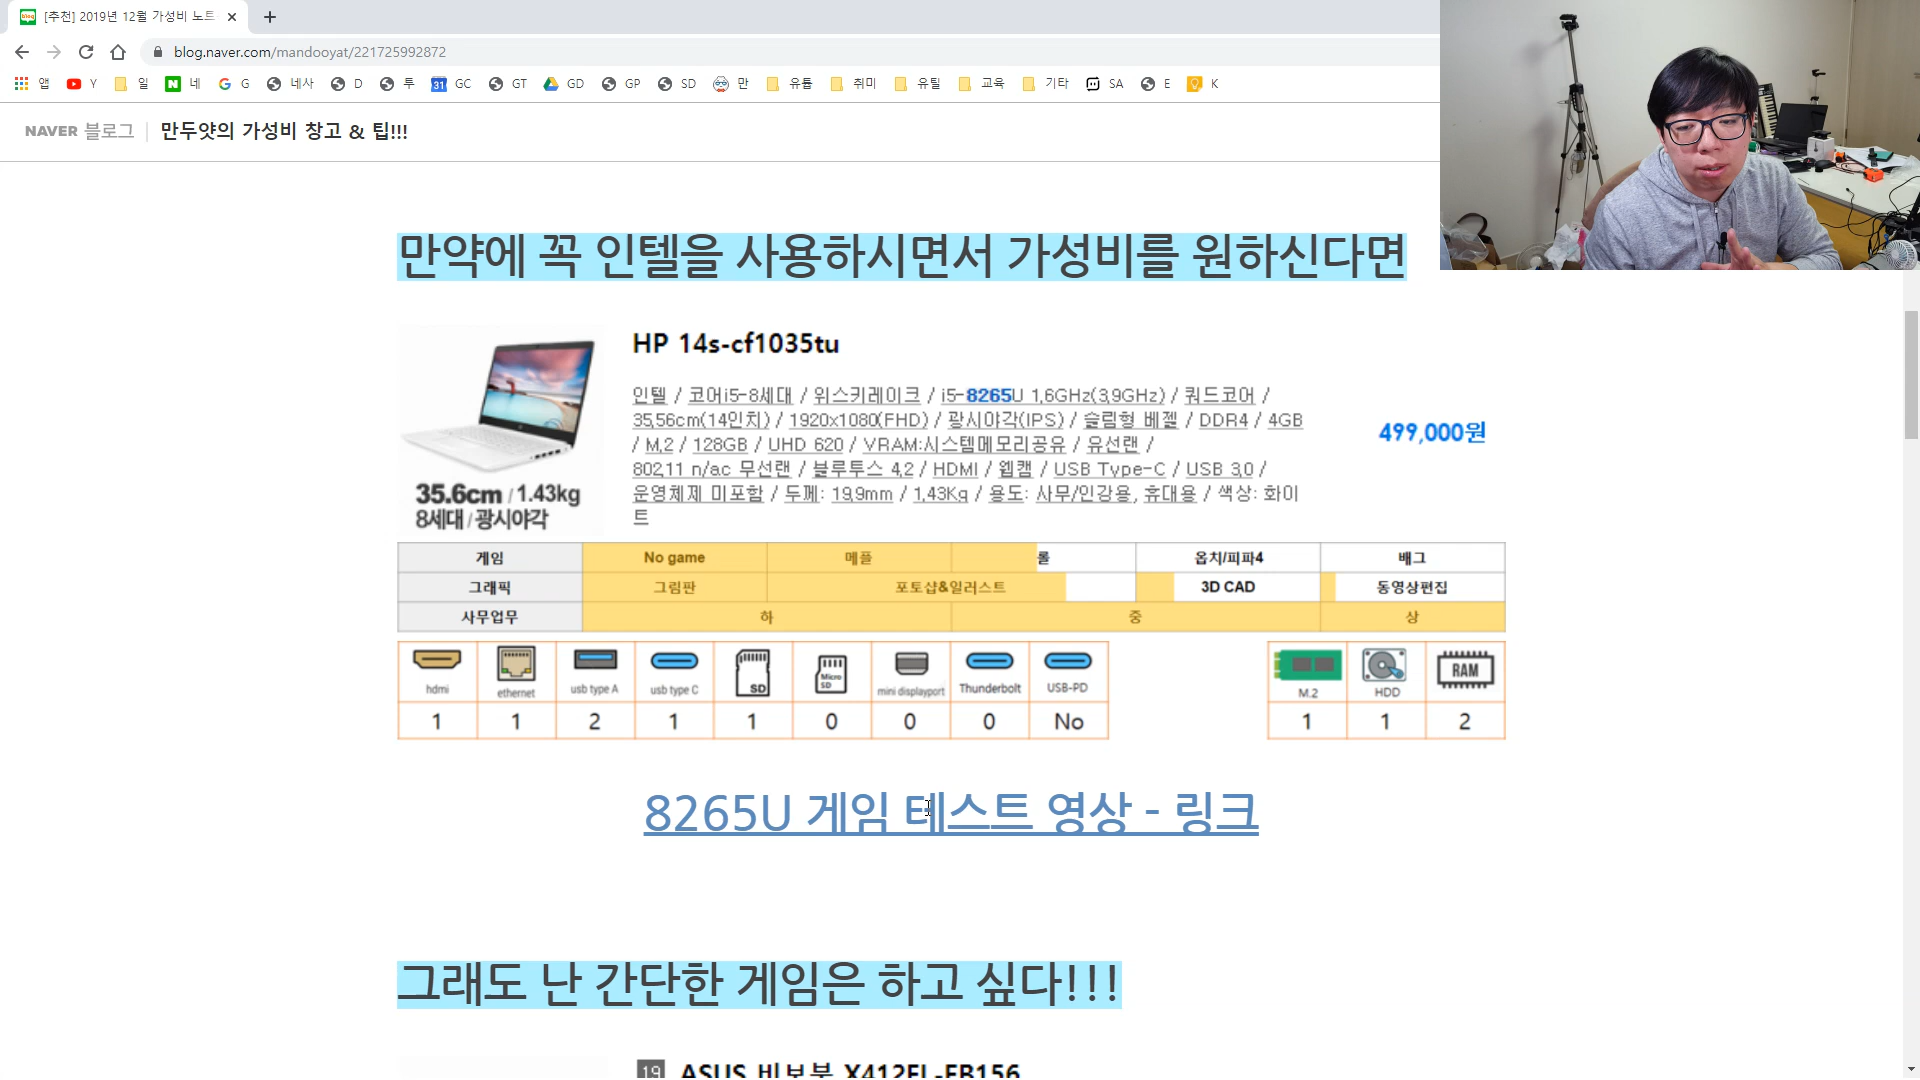 [추천] 2019년 12월 가성비 노트
blog.naver.com/mandooyat/221725992872
앱 Y 일 네 G 네사 D 투 31 GC GT GD GP SD 만 유튭 취미 유틸 교육 기타 SA E K
NAVER 블로그 만두얏의 가성비 창고 & 팁!!!
만약에 꼭 인텔을 사용하시면서 가성비를 원하신다면
HP 14s-cf1035tu
인텔 / 코어i5-8세대 / 위스키레이크 / i5-8265U 1,6GHz(3,9GHz) / 쿼드코어 /
35,56cm(14인치) / 1920x1080(FHD) / 광시야각(IPS) / 슬림형 베젤 / DDR4 / 4GB
/ M,2 / 128GB / UHD 620 / VRAM:시스템메모리공유 / 유선랜 /
802,11 n/ac 무선랜 / 블루투스 4,2 / HDMI / 웹캠 / USB Type-C / USB 3,0 /
운영체제 미포함 / 두께: 19,9mm / 1,43Kg / 용도: 사무/인강용, 휴대용 / 색상: 화이
트
499,000원
35.6cm / 1.43kg
8세대 / 광시야각
게임 No game 메플 롤 옵치/피파4 배그
그래픽 그림판 포토샵&일러스트 3D CAD 동영상편집
사무업무 하 중 상
hdmi ethernet usb type A usb type C SD Micro SD mini displayport Thunderbolt USB-PD M.2 HDD RAM
1 1 2 1 1 0 0 0 No 1 1 2
8265U 게임 테스트 영상 - 링크
그래도 난 간단한 게임은 하고 싶다!!!
19 ASUS 비보북 X412FL-EB156